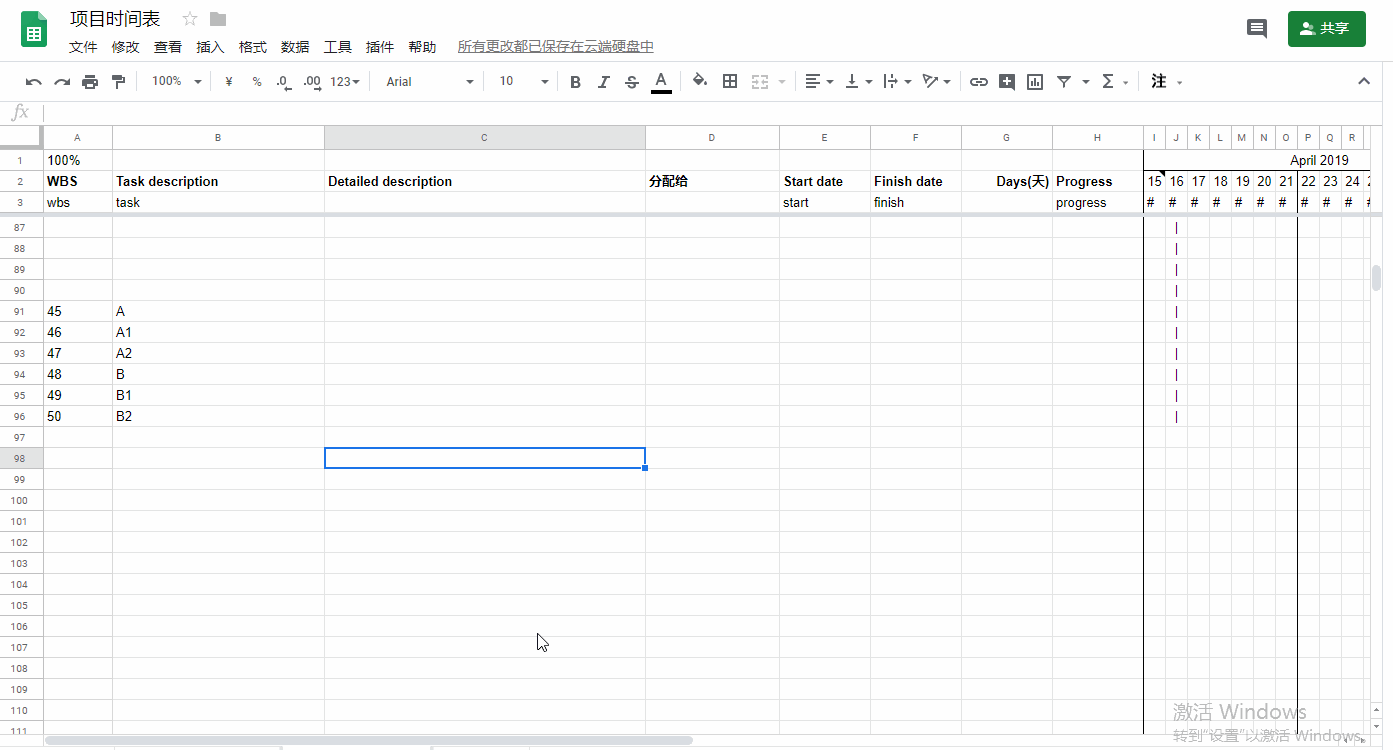 项目时间表
文件 修改 查看 插入 格式 数据 工具 插件 帮助 所有更改都已保存在云端硬盘中
共享
100% ¥ % .0 .00 123 Arial 10 B I S A 注
fx
A B C D E F G H I J K L M N O P Q R
1 100% April 2019
2 WBS Task description Detailed description 分配给 Start date Finish date Days(天) Progress 15 16 17 18 19 20 21 22 23 24
3 wbs task start finish progress # # # # # # # # # # #
87
88
89
90
91 45 A
92 46 A1
93 47 A2
94 48 B
95 49 B1
96 50 B2
97
98
99
100
101
102
103
104
105
106
107
108
109
110
111
激活 Windows
转到“设置”以激活 Windows。